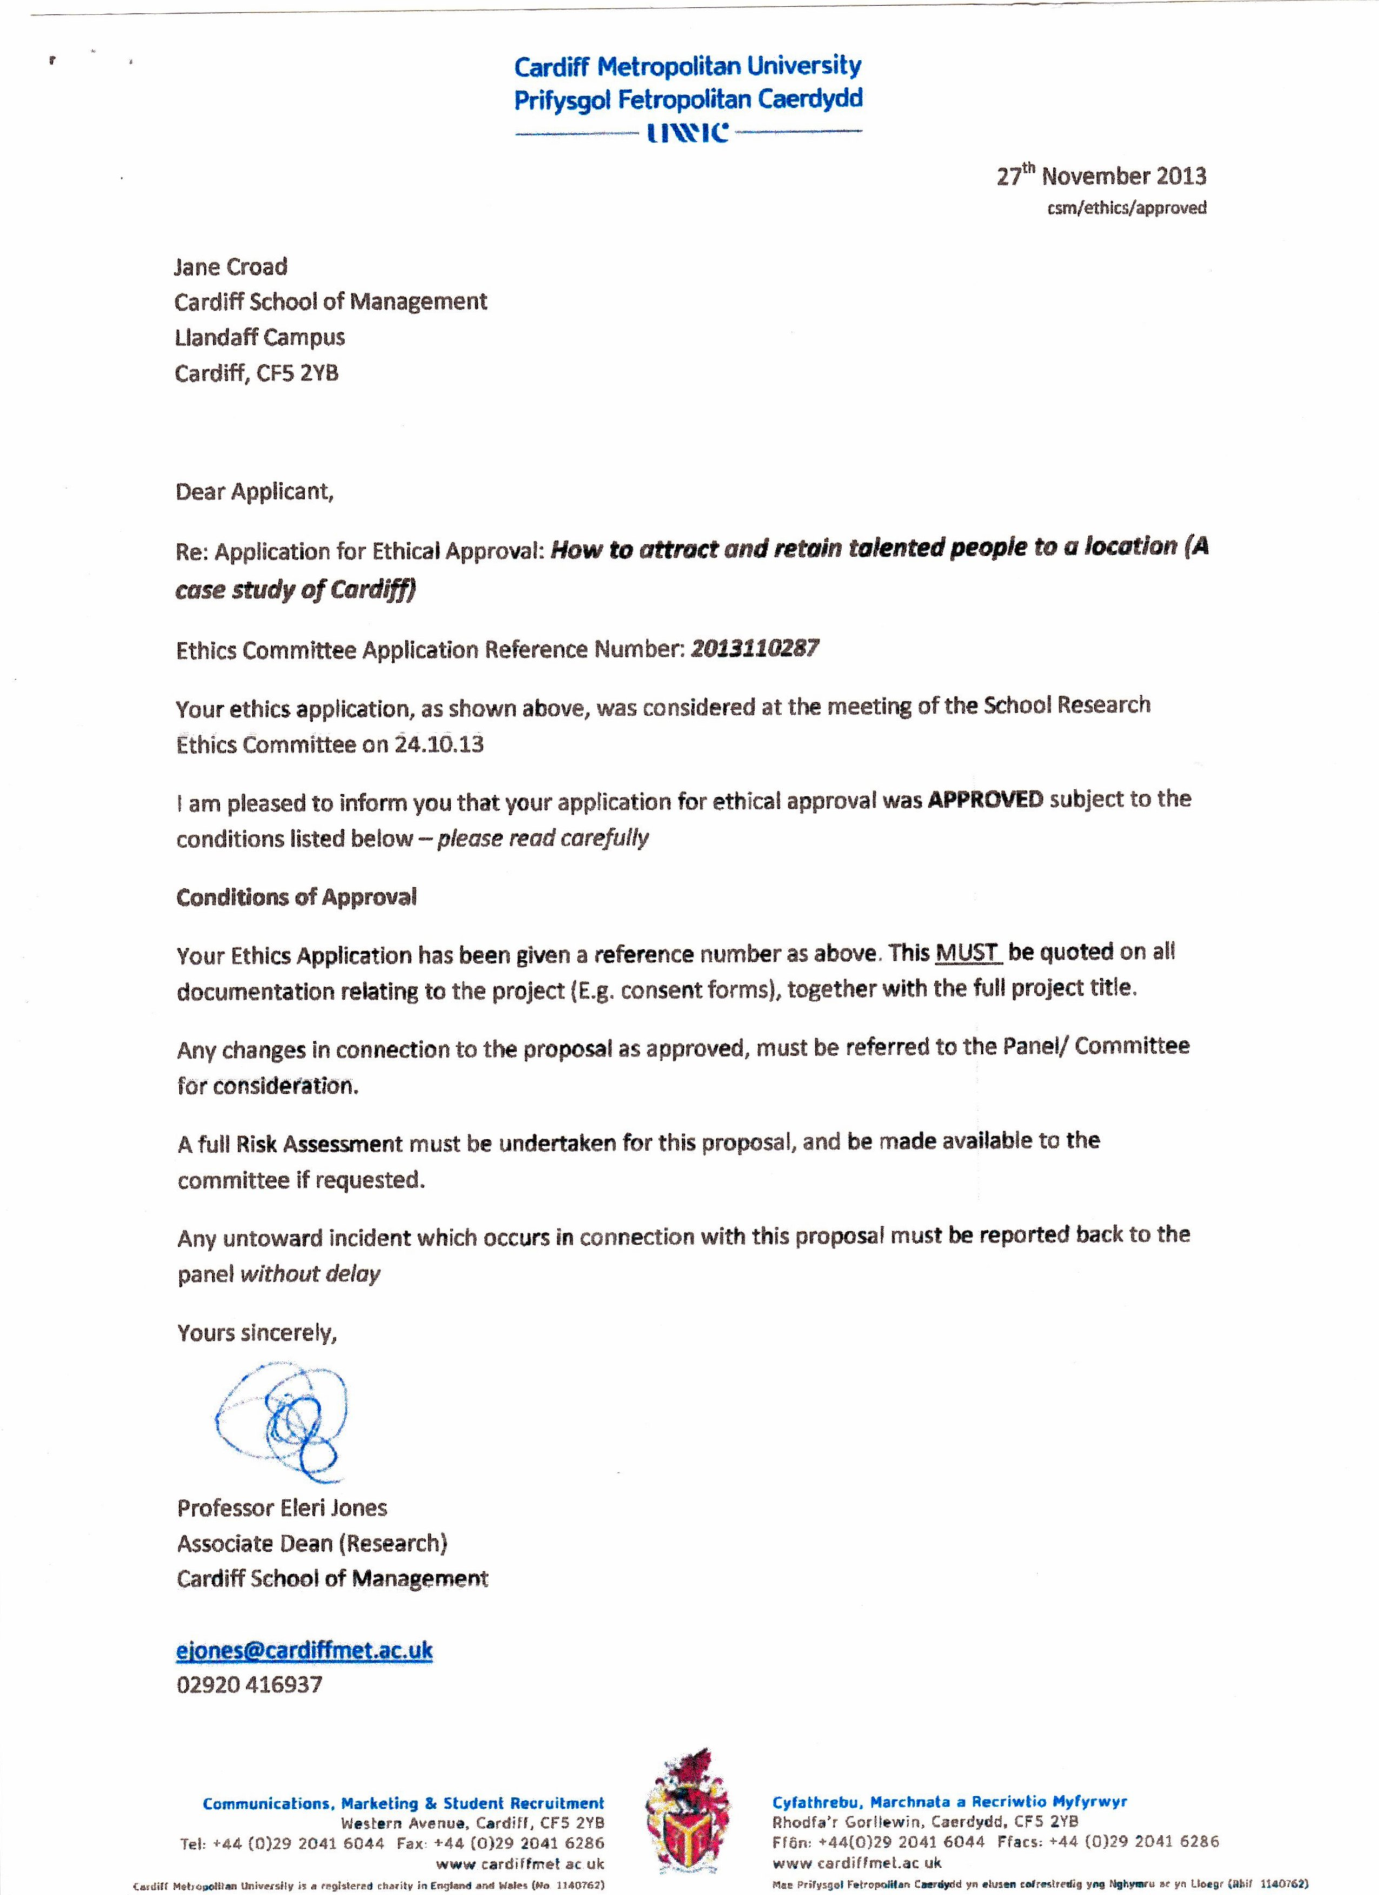 Cardiff Metropolitan University
Prifysgol Fetropolitan Caerdydd
UWIC
27th November 2013
csm/ethics/approved
Jane Croad
Cardiff School of Management
Llandaff Campus
Cardiff, CF5 2YB
Dear Applicant,
Re: Application for Ethical Approval: How to attract and retain talented people to a location (A
case study of Cardiff)
Ethics Committee Application Reference Number: 2013110287
Your ethics application, as shown above, was considered at the meeting of the School Research
Ethics Committee on 24.10.13
I am pleased to inform you that your application for ethical approval was APPROVED subject to the
conditions listed below – please read carefully
Conditions of Approval
Your Ethics Application has been given a reference number as above. This MUST be quoted on all
documentation relating to the project (E.g. consent forms), together with the full project title.
Any changes in connection to the proposal as approved, must be referred to the Panel/ Committee
for consideration.
A full Risk Assessment must be undertaken for this proposal, and be made available to the
committee if requested.
Any untoward incident which occurs in connection with this proposal must be reported back to the
panel without delay
Yours sincerely,
Professor Eleri Jones
Associate Dean (Research)
Cardiff School of Management
ejones@cardiffmet.ac.uk
02920 416937
Communications, Marketing & Student Recruitment
Western Avenue, Cardiff, CF5 2YB
Tel: +44 (0)29 2041 6044 Fax: +44 (0)29 2041 6286
www cardiffmet ac uk
Cardiff Metropolitan University is a registered charity in England and Wales (No 1140762)
Cyfathrebu, Marchnata a Recriwtio Myfyrwyr
Rhodfa'r Gorllewin, Caerdydd, CF5 2YB
Ffôn: +44(0)29 2041 6044 Ffacs: +44 (0)29 2041 6286
www cardiffmet.ac uk
Mae Prifysgol Fetropolitan Caerdydd yn elusen cofrestredig yng Nghymru ac yn Lloegr (Rhif 1140762)